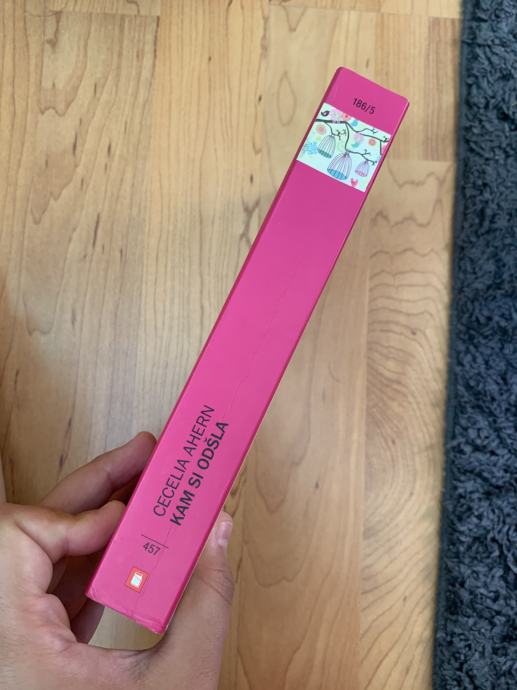 186/5
CECELIA AHERN
KAM SI ODŠLA
457